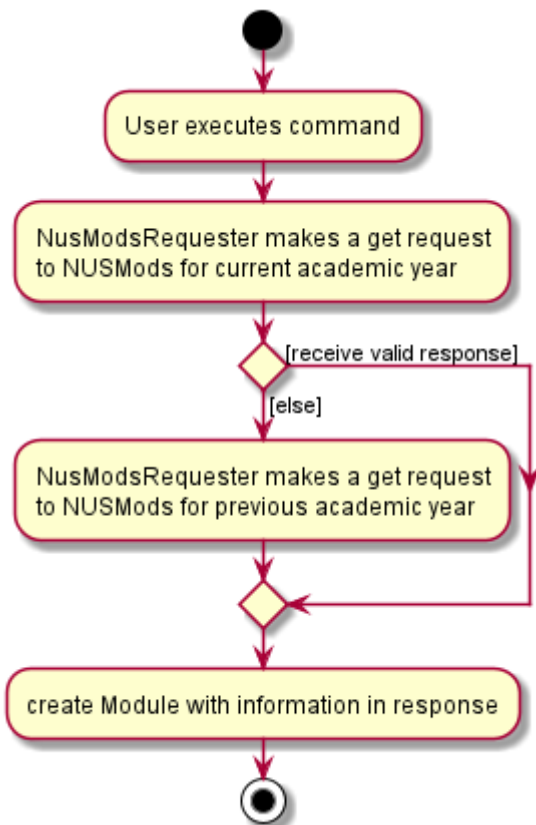 User executes command
NusModsRequester makes a get request
to NUSMods for current academic year
[receive valid response]
[else]
NusModsRequester makes a get request
to NUSMods for previous academic year
create Module with information in response